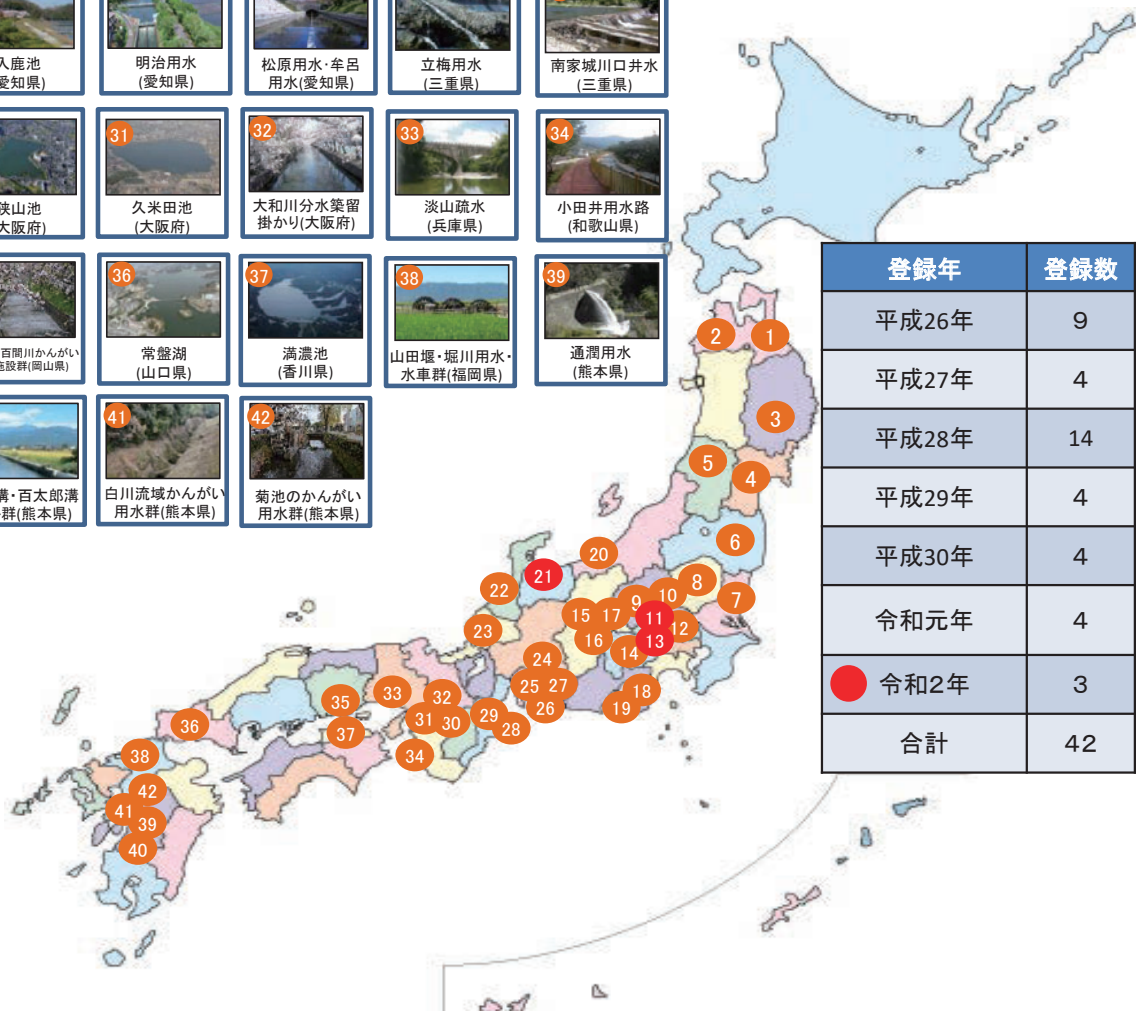 入鹿池
愛知県)
明治用水
(愛知県)
松原用水・牟呂
用水(愛知県)
立梅用水
(三重県)
南家城川口井水
(三重県)
狭山池
大阪府)
31
久米田池
(大阪府)
32
大和川分水築留
掛かり(大阪府)
33
淡山疏水
(兵庫県)
34
小田井用水路
(和歌山県)
百間川かんがい
施設群(岡山県)
36
常盤湖
(山口県)
37
満濃池
(香川県)
38
山田堰・堀川用水・
水車群(福岡県)
39
通潤用水
(熊本県)
溝・百太郎溝
群(熊本県)
41
白川流域かんがい
用水群(熊本県)
42
菊池のかんがい
用水群(熊本県)
登録年 登録数
平成26年 9
平成27年 4
平成28年 14
平成29年 4
平成30年 4
令和元年 4
令和2年 3
合計 42
2
1
3
5
4
6
20
21
22
8
10
9
7
15
17
11
12
23
16
14
13
24
25
27
18
26
19
33
32
35
29
31
30
28
36
37
34
38
42
41
39
40